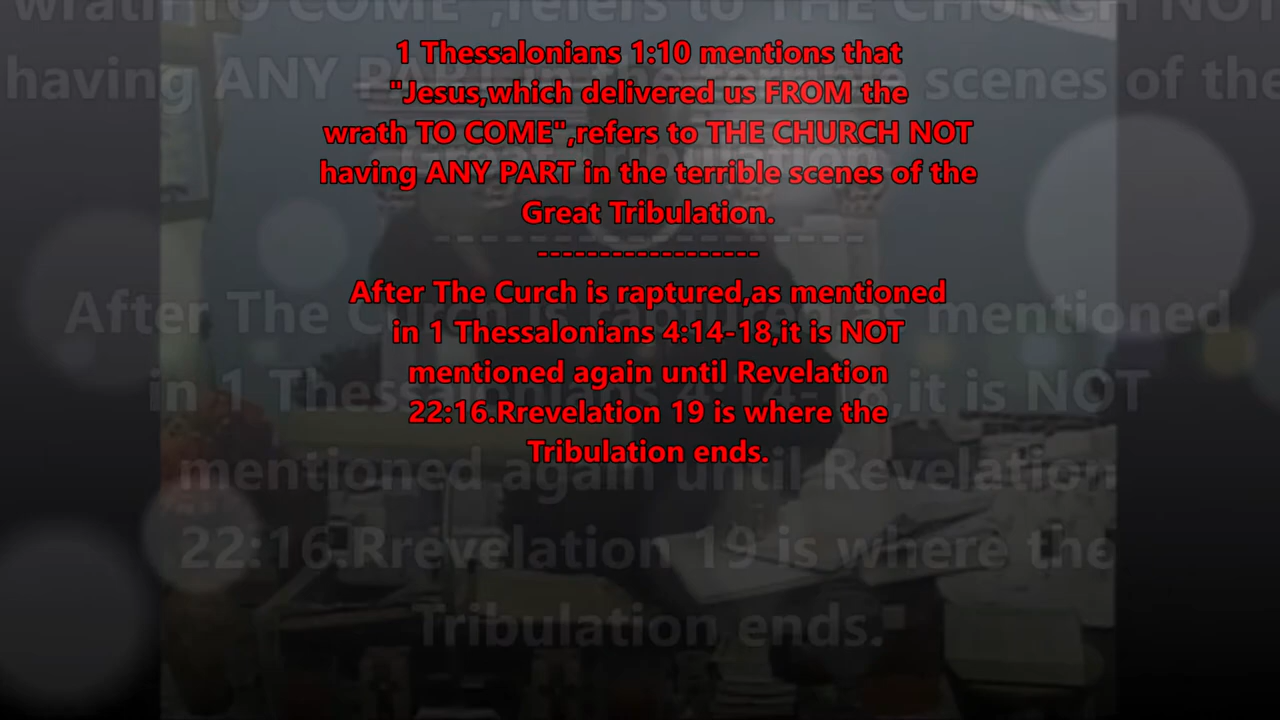 1 Thessalonians 1:10 mentions that
"Jesus,which delivered us FROM the
wrath TO COME",refers to THE CHURCH NOT
having ANY PART in the terrible scenes of the
Great Tribulation.
------------------
After The Curch is raptured,as mentioned
in 1 Thessalonians 4:14-18,it is NOT
mentioned again until Revelation
22:16.Rrevelation 19 is where the
Tribulation ends.